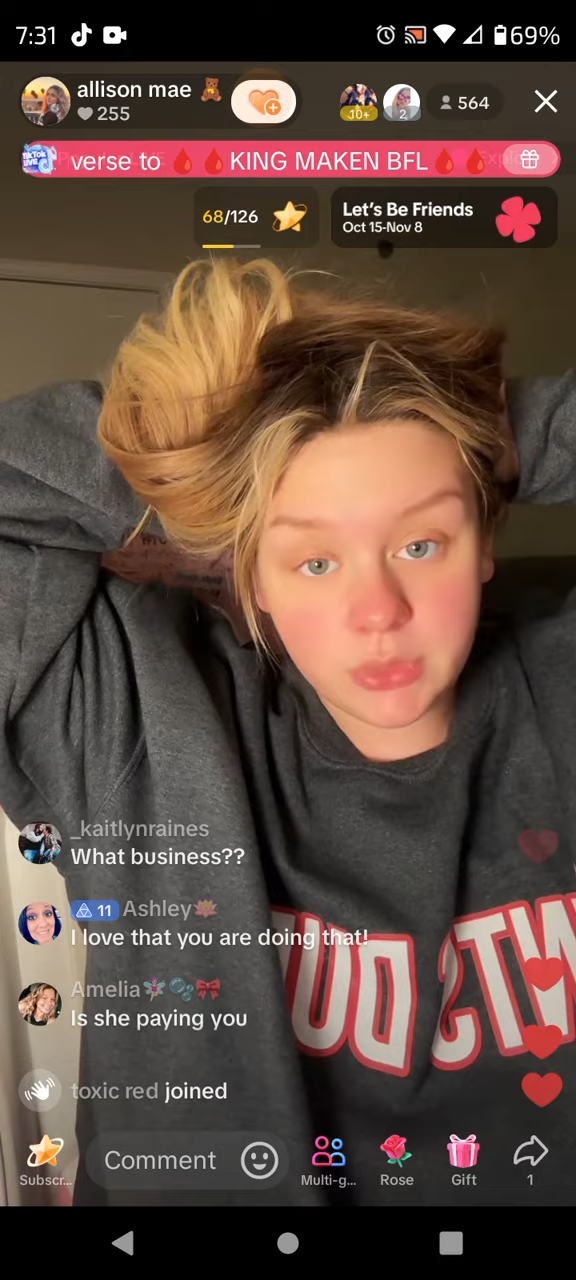 7:31
69%
allison mae 🧸
255
10+
2
564
verse to 🩸🩸KING MAKEN BFL🩸🩸
68/126
Let's Be Friends
Oct 15-Nov 8
_kaitlynraines
What business??
11 Ashley🪷
I love that you are doing that!
Amelia🧚🫧🎀
Is she paying you
toxic red joined
Comment
Subscr...
Multi-g...
Rose
Gift
1